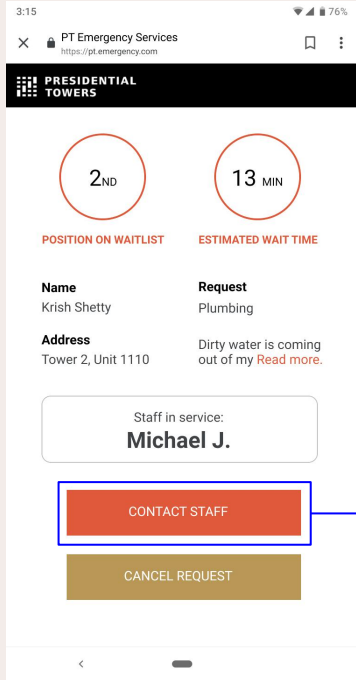 3:15
76%
PT Emergency Services
https://pt.emergency.com
PRESIDENTIAL
TOWERS
2ND
13 MIN
POSITION ON WAITLIST
ESTIMATED WAIT TIME
Name
Krish Shetty
Request
Plumbing
Address
Tower 2, Unit 1110
Dirty water is coming
out of my Read more.
Staff in service:
Michael J.
CONTACT STAFF
CANCEL REQUEST